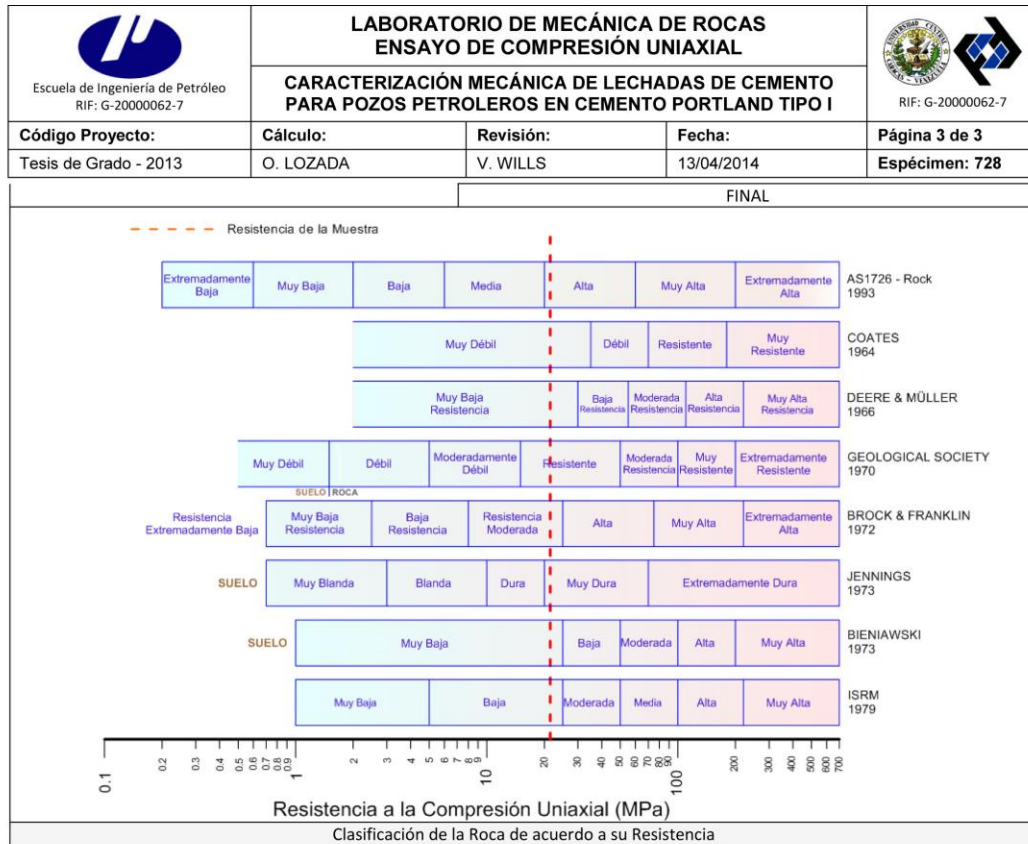 LABORATORIO DE MECÁNICA DE ROCAS
ENSAYO DE COMPRESIÓN UNIAXIAL
Escuela de Ingeniería de Petróleo
RIF: G-20000062-7
CARACTERIZACIÓN MECÁNICA DE LECHADAS DE CEMENTO
PARA POZOS PETROLEROS EN CEMENTO PORTLAND TIPO I
UNIVERSIDAD CENTRAL
CARACAS - VENEZUELA
RIF: G-20000062-7
Código Proyecto: Cálculo: Revisión: Fecha: Página 3 de 3
Tesis de Grado - 2013 O. LOZADA V. WILLS 13/04/2014 Espécimen: 728
FINAL
Resistencia de la Muestra
Extremadamente Baja Muy Baja Baja Media Alta Muy Alta Extremadamente Alta AS1726 - Rock 1993
Muy Débil Débil Resistente Muy Resistente COATES 1964
Muy Baja Resistencia Baja Resistencia Moderada Resistencia Alta Resistencia Muy Alta Resistencia DEERE & MÜLLER 1966
Muy Débil Débil Moderadamente Débil Resistente Moderada Resistencia Muy Resistente Extremadamente Resistente GEOLOGICAL SOCIETY 1970
SUELO ROCA
Resistencia Extremadamente Baja Muy Baja Resistencia Baja Resistencia Resistencia Moderada Alta Muy Alta Extremadamente Alta BROCK & FRANKLIN 1972
SUELO Muy Blanda Blanda Dura Muy Dura Extremadamente Dura JENNINGS 1973
SUELO Muy Baja Baja Moderada Alta Muy Alta BIENIAWSKI 1973
Muy Baja Baja Moderada Media Alta Muy Alta ISRM 1979
0.1 0.2 0.3 0.4 0.5 0.6 0.7 0.8 0.9 1 2 3 4 5 6 7 8 9 10 20 30 40 50 60 70 80 90 100 200 300 400 500 600 700
Resistencia a la Compresión Uniaxial (MPa)
Clasificación de la Roca de acuerdo a su Resistencia